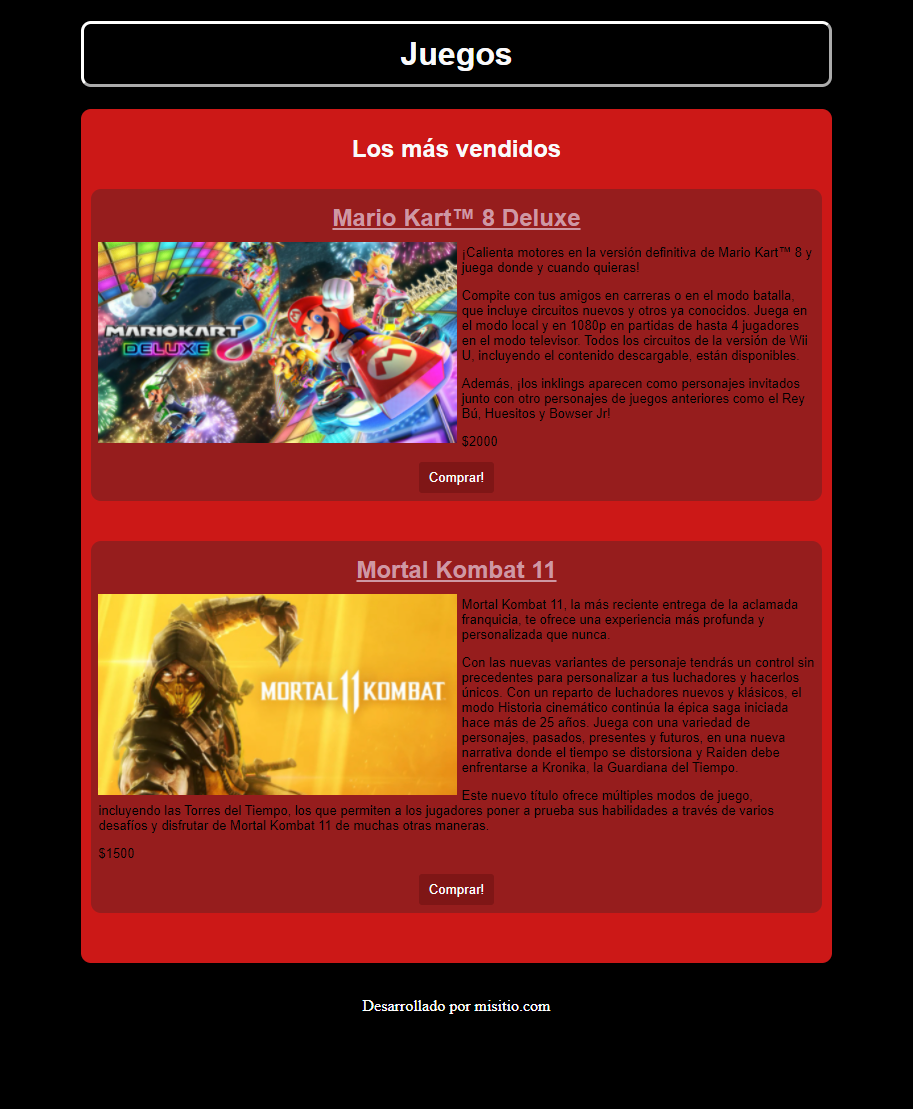 Juegos
Los más vendidos
Mario Kart™ 8 Deluxe
MARIOKART 8
DELUXE
¡Calienta motores en la versión definitiva de Mario Kart™ 8 y
juega donde y cuando quieras!
Compite con tus amigos en carreras o en el modo batalla,
que incluye circuitos nuevos y otros ya conocidos. Juega en
el modo local y en 1080p en partidas de hasta 4 jugadores
en el modo televisor. Todos los circuitos de la versión de Wii
U, incluyendo el contenido descargable, están disponibles.
Además, ¡los inklings aparecen como personajes invitados
junto con otro personajes de juegos anteriores como el Rey
Bú, Huesitos y Bowser Jr!
$2000
Comprar!
Mortal Kombat 11
MORTAL 11 KOMBAT
Mortal Kombat 11, la más reciente entrega de la aclamada
franquicia, te ofrece una experiencia más profunda y
personalizada que nunca.
Con las nuevas variantes de personaje tendrás un control sin
precedentes para personalizar a tus luchadores y hacerlos
únicos. Con un reparto de luchadores nuevos y clásicos, el
modo Historia cinemático continúa la épica saga iniciada
hace más de 25 años. Juega con una variedad de
personajes, pasados, presentes y futuros, en una nueva
narrativa donde el tiempo se distorsiona y Raiden debe
enfrentarse a Kronika, la Guardiana del Tiempo.
Este nuevo título ofrece múltiples modos de juego,
incluyendo las Torres del Tiempo, los que permiten a los jugadores poner a prueba sus habilidades a través de varios
desafíos y disfrutar de Mortal Kombat 11 de muchas otras maneras.
$1500
Comprar!
Desarrollado por misitio.com